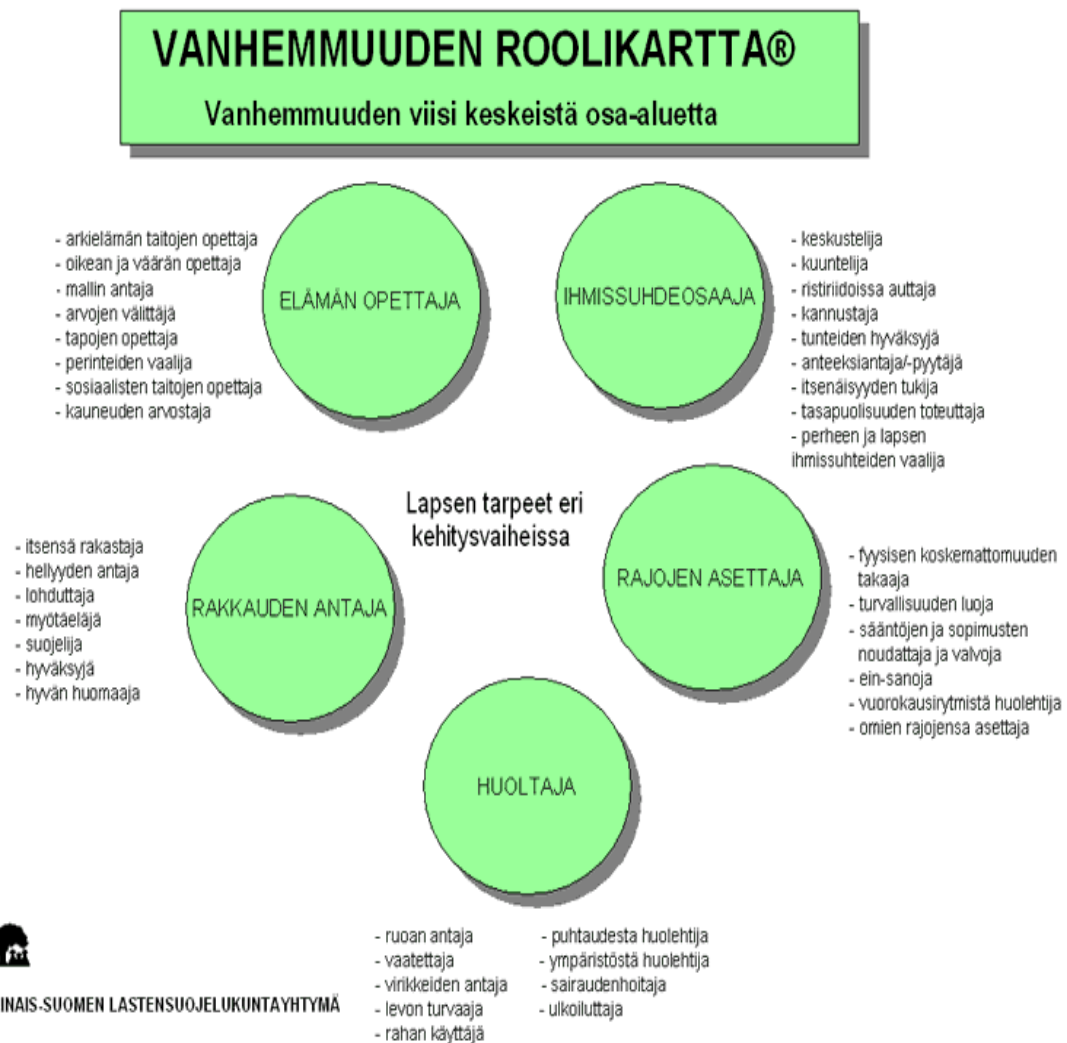 VANHEMMUUDEN ROOLIKARTTA®
Vanhemmuuden viisi keskeistä osa-aluetta
- arkielämän taitojen opettaja
- oikean ja väärän opettaja
- mallin antaja
- arvojen välittäjä
- tapojen opettaja
- perinteiden vaalija
- sosiaalisten taitojen opettaja
- kauneuden arvostaja
ELÄMÄN OPETTAJA
IHMISSUHDEOSAAJA
- keskustelija
- kuuntelija
- ristiriidoissa auttaja
- kannustaja
- tunteiden hyväksyjä
- anteeksiantaja/-pyytäjä
- itsenäisyyden tukija
- tasapuolisuuden toteuttaja
- perheen ja lapsen
ihmissuhteiden vaalija
Lapsen tarpeet eri
kehitysvaiheissa
- itsensä rakastaja
- hellyyden antaja
- lohduttaja
- myötäeläjä
- suojelija
- hyväksyjä
- hyvän huomaaja
RAKKAUDEN ANTAJA
RAJOJEN ASETTAJA
- fyysisen koskemattomuuden
takaaja
- turvallisuuden luoja
- sääntöjen ja sopimusten
noudattaja ja valvoja
- ein-sanoja
- vuorokausirytmistä huolehtija
- omien rajojensa asettaja
HUOLTAJA
- ruoan antaja
- vaatettaja
- virikkeiden antaja
- levon turvaaja
- rahan käyttäjä
- puhtaudesta huolehtija
- ympäristöstä huolehtija
- sairaudenhoitaja
- ulkoiluttaja
INAIS-SUOMEN LASTENSUOJELUKUNTAYHTYMÄ